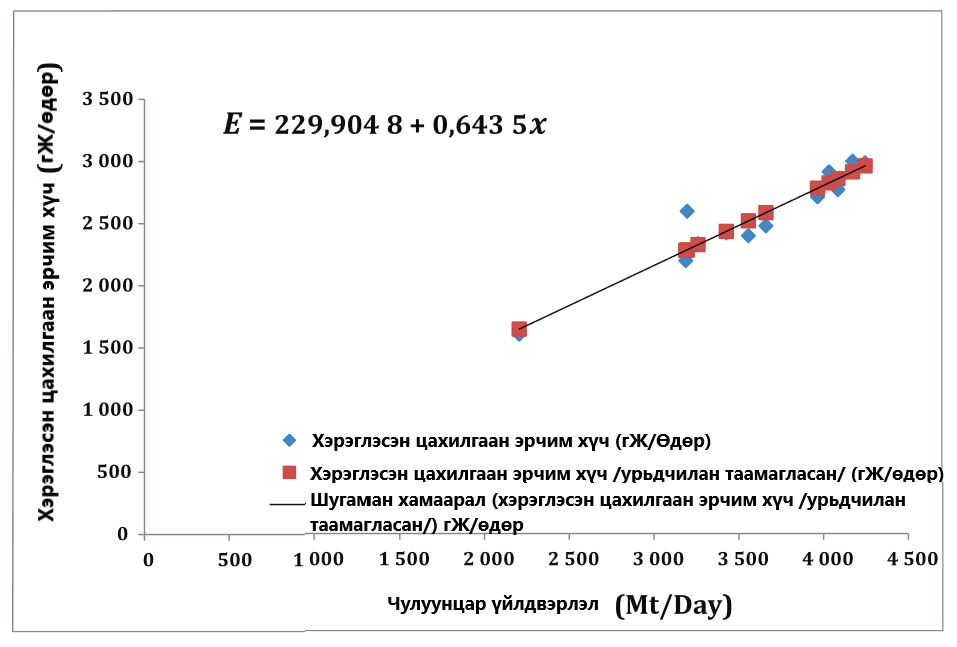 Хэрэглэсэн цахилгаан эрчим хүч (гЖ/өдөр)
3 500
3 000
2 500
2 000
1 500
1 000
500
0
E = 229,904 8 + 0,643 5x
Хэрэглэсэн цахилгаан эрчим хүч (гЖ/Өдөр)
Хэрэглэсэн цахилгаан эрчим хүч /урьдчилан таамагласан/ (гЖ/өдөр)
Шугаман хамаарал (хэрэглэсэн цахилгаан эрчим хүч /урьдчилан
таамагласан/) гЖ/өдөр
0 500 1 000 1 500 2 000 2 500 3 000 3 500 4 000 4 500
Чулуунцар үйлдвэрлэл (Mt/Day)